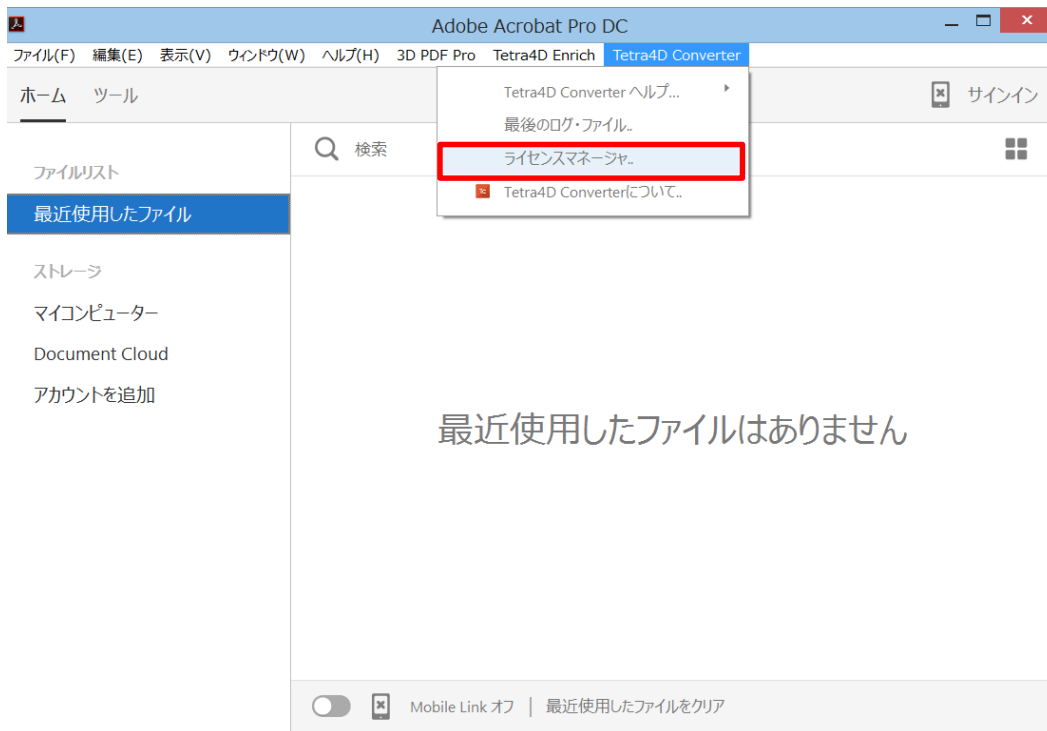 Adobe Acrobat Pro DC
ファイル(F) 編集(E) 表示(V) ウィンドウ(W) ヘルプ(H) 3D PDF Pro Tetra4D Enrich Tetra4D Converter
ホーム ツール
サインイン
Tetra4D Converter ヘルプ...
最後のログ・ファイル..
ライセンスマネージャ..
Tetra4D Converterについて..
検索
ファイルリスト
最近使用したファイル
ストレージ
マイコンピューター
Document Cloud
アカウントを追加
最近使用したファイルはありません
Mobile Link オフ | 最近使用したファイルをクリア